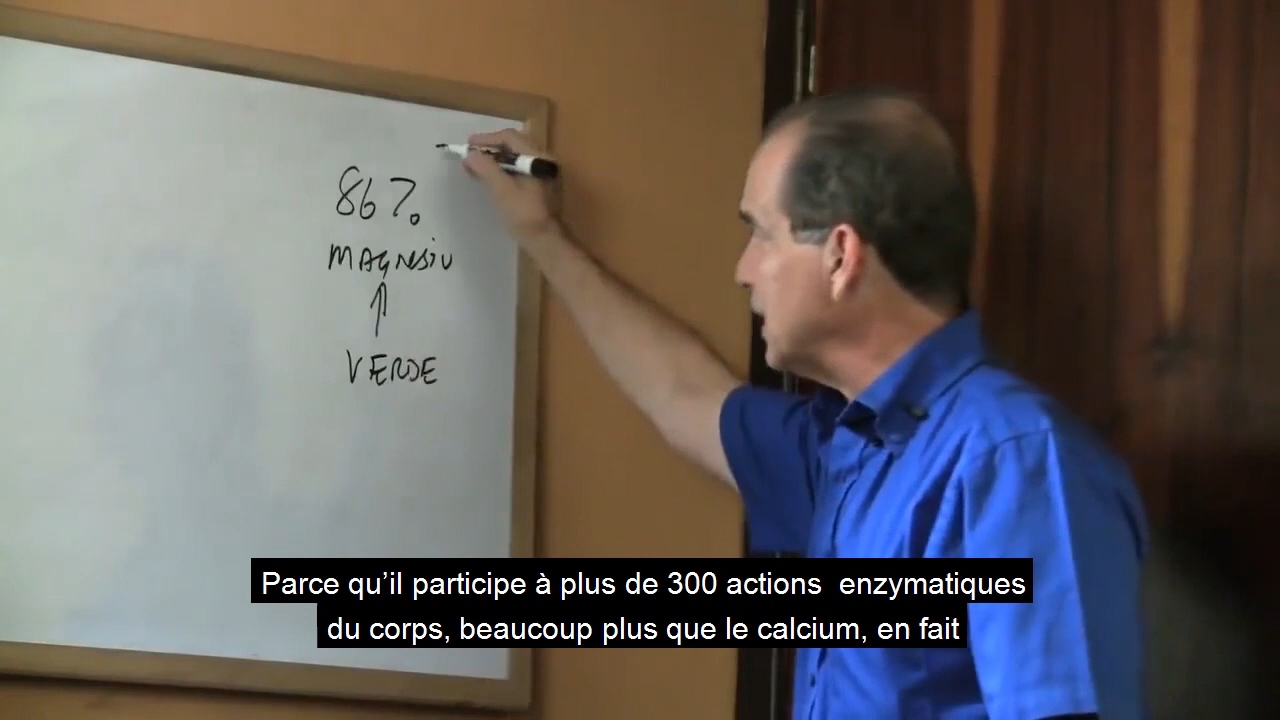 86%
MAGNESIU
VERDE
Parce qu’il participe à plus de 300 actions  enzymatiques
du corps, beaucoup plus que le calcium, en fait